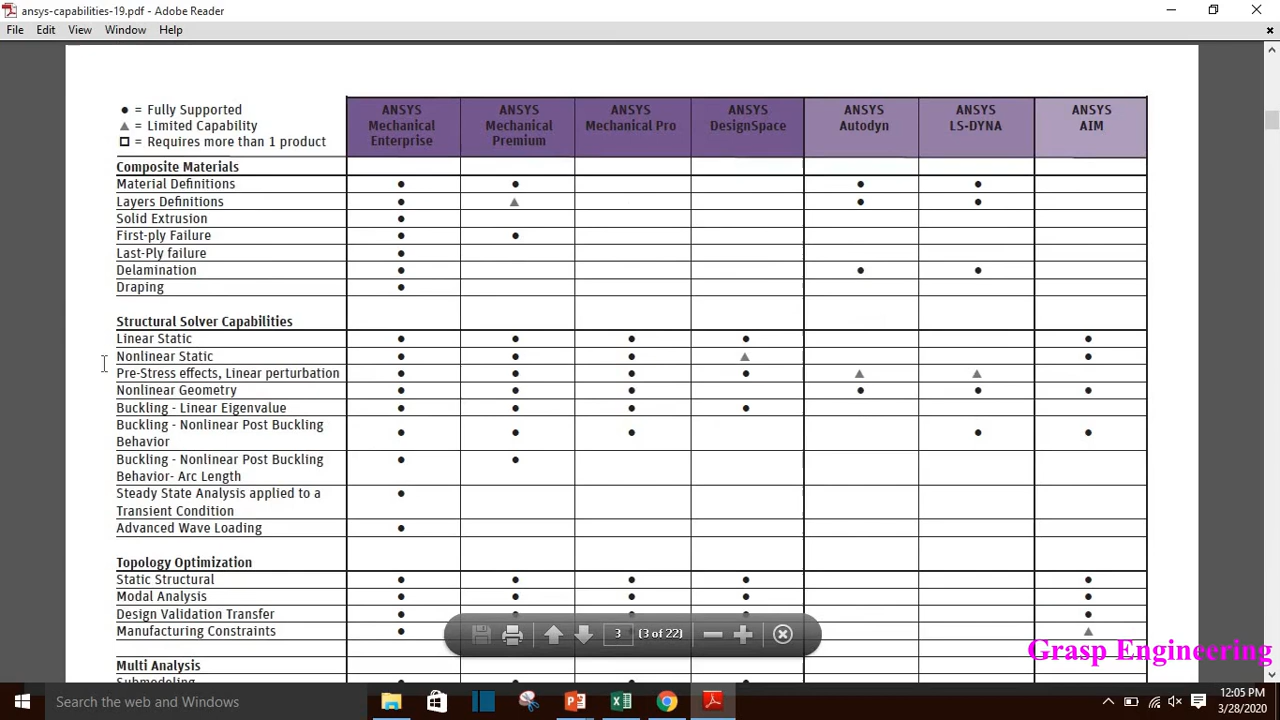 ansys-capabilities-19.pdf - Adobe Reader
File Edit View Window Help
● = Fully Supported
▲ = Limited Capability
□ = Requires more than 1 product
ANSYS Mechanical Enterprise
ANSYS Mechanical Premium
ANSYS Mechanical Pro
ANSYS DesignSpace
ANSYS Autodyn
ANSYS LS-DYNA
ANSYS AIM
Composite Materials
Material Definitions ● ● ● ●
Layers Definitions ● ▲ ● ●
Solid Extrusion ●
First-ply Failure ● ●
Last-Ply failure ●
Delamination ● ● ●
Draping ●
Structural Solver Capabilities
Linear Static ● ● ● ● ●
Nonlinear Static ● ● ● ▲ ●
Pre-Stress effects, Linear perturbation ● ● ● ● ▲ ▲
Nonlinear Geometry ● ● ● ● ● ●
Buckling - Linear Eigenvalue ● ● ● ●
Buckling - Nonlinear Post Buckling
Behavior ● ● ● ● ●
Buckling - Nonlinear Post Buckling
Behavior- Arc Length ● ●
Steady State Analysis applied to a
Transient Condition ●
Advanced Wave Loading ●
Topology Optimization
Static Structural ● ● ● ● ●
Modal Analysis ● ● ● ● ●
Design Validation Transfer ● ● ● ● ●
Manufacturing Constraints ● ▲
3 (3 of 22)
Grasp Engineering
Multi Analysis
Submodeling
Search the web and Windows
12:05 PM
3/28/2020